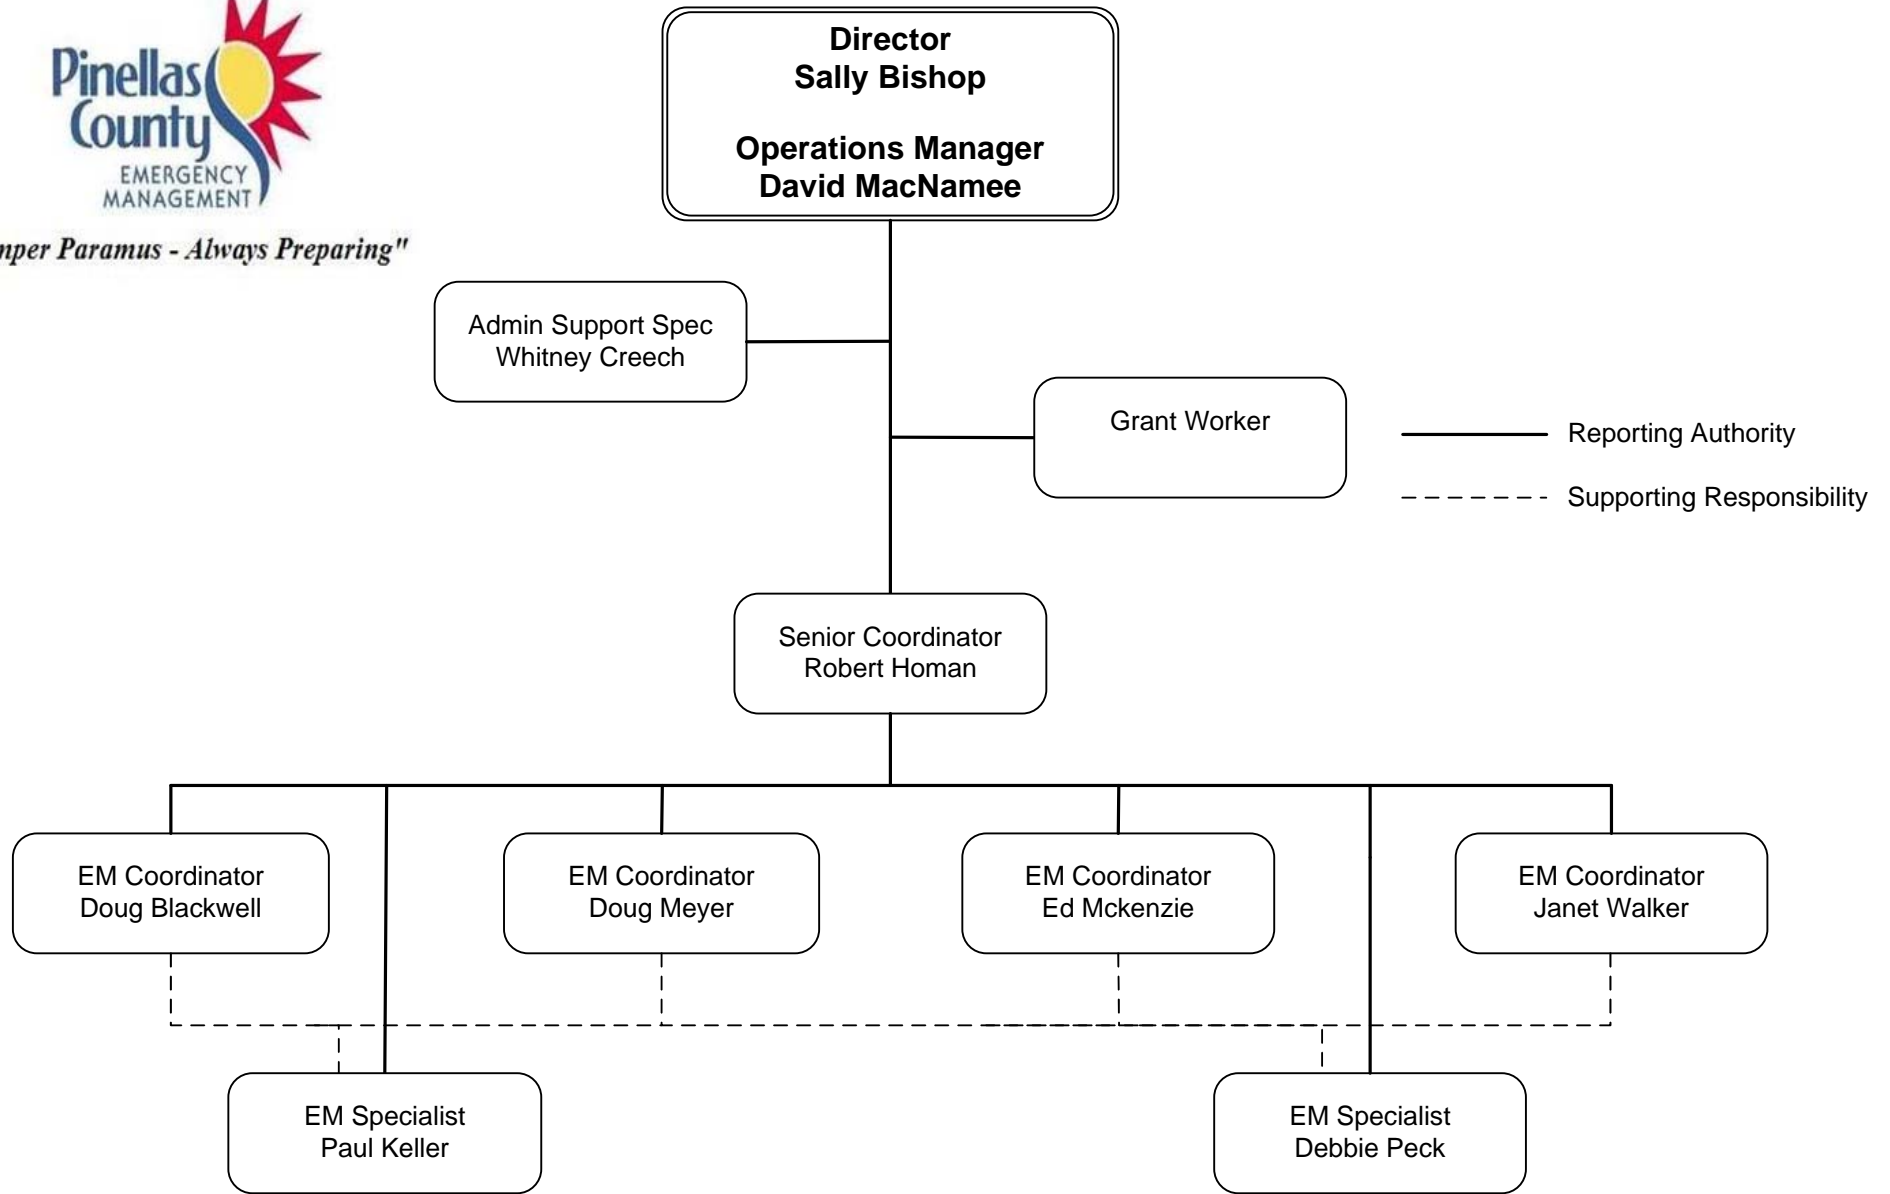 Pinellas
County
EMERGENCY
MANAGEMENT
Paramus - Always Preparing"
Director
Sally Bishop
Operations Manager
David MacNamee
Admin Support Spec
Whitney Creech
Grant Worker
Reporting Authority
Supporting Responsibility
Senior Coordinator
Robert Homan
EM Coordinator
Doug Blackwell
EM Coordinator
Doug Meyer
EM Coordinator
Ed Mckenzie
EM Coordinator
Janet Walker
EM Specialist
Paul Keller
EM Specialist
Debbie Peck